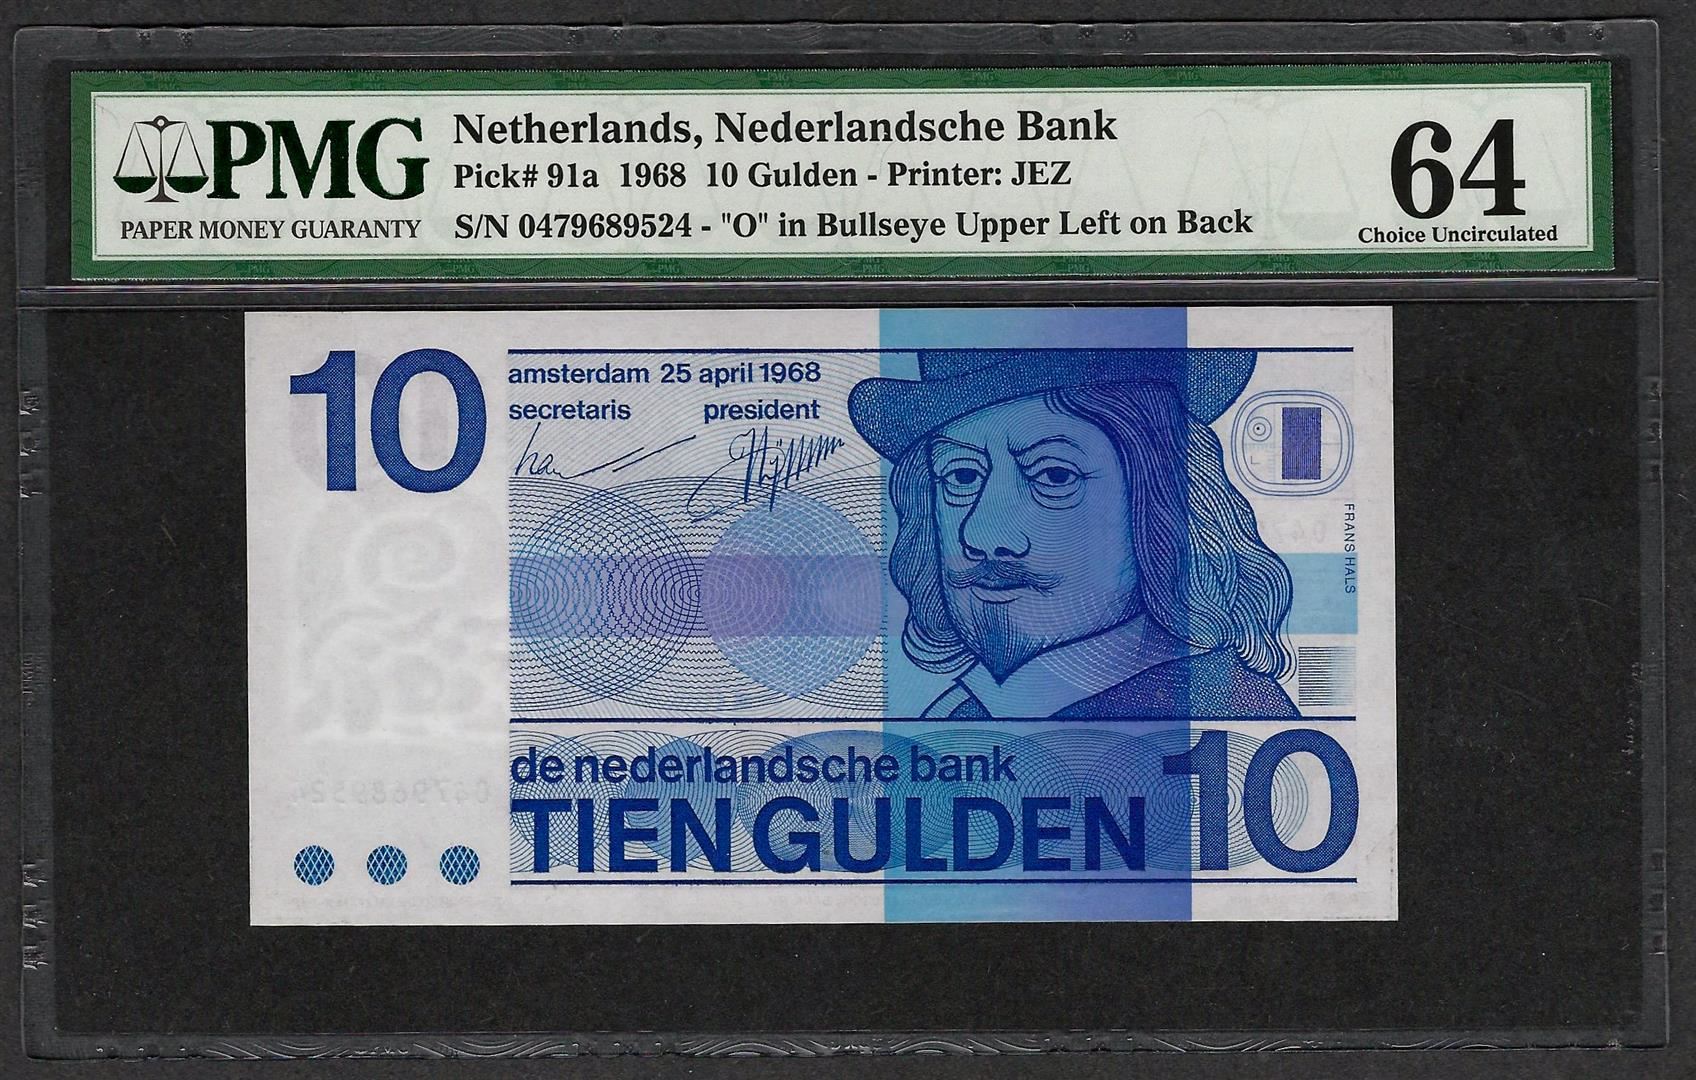 PMG
PAPER MONEY GUARANTY
Netherlands, Nederlandsche Bank
Pick# 91a 1968 10 Gulden - Printer: JEZ
S/N 0479689524 - "O" in Bullseye Upper Left on Back
64
Choice Uncirculated
10
amsterdam 25 april 1968
secretaris president
FRANS HALS
de nederlandsche bank
TIEN GULDEN 10
0479689524